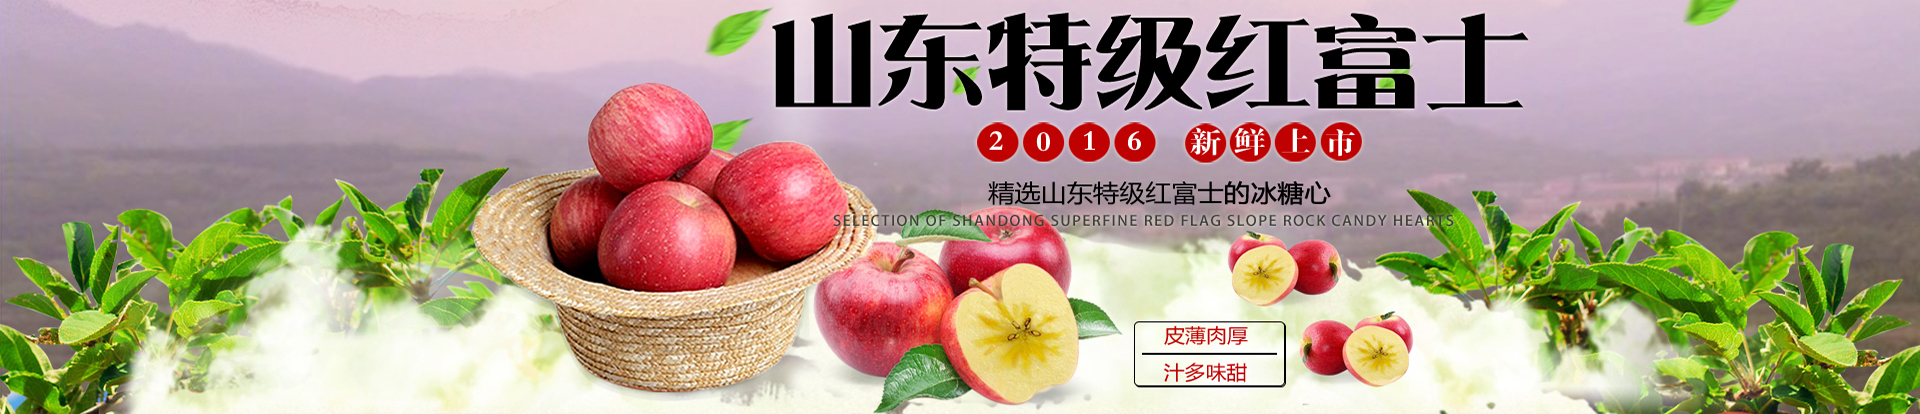 山东特级红富士
2016 新鲜上市
精选山东特级红富士的冰糖心
SELECTION OF SHANDONG SUPERFINE RED FLAG SLOPE ROCK CANDY HEARTS
皮薄肉厚
汁多味甜